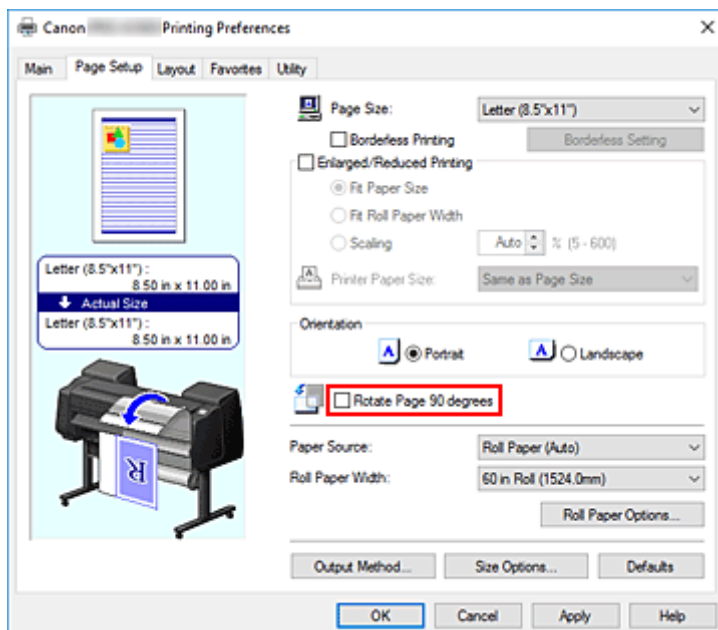 Canon Printing Preferences
Main Page Setup Layout Favorites Utility
Page Size: Letter (8.5"x11")
Borderless Printing Borderless Setting
Enlarged/Reduced Printing
Fit Paper Size
Fit Roll Paper Width
Scaling Auto % (5 - 600)
Printer Paper Size: Same as Page Size
Letter (8.5"x11") :
8.50 in x 11.00 in
Actual Size
Letter (8.5"x11") :
8.50 in x 11.00 in
Orientation
A Portrait A Landscape
Rotate Page 90 degrees
R
Paper Source: Roll Paper (Auto)
Roll Paper Width: 60 in Roll (1524.0mm)
Roll Paper Options...
Output Method... Size Options... Defaults
OK Cancel Apply Help